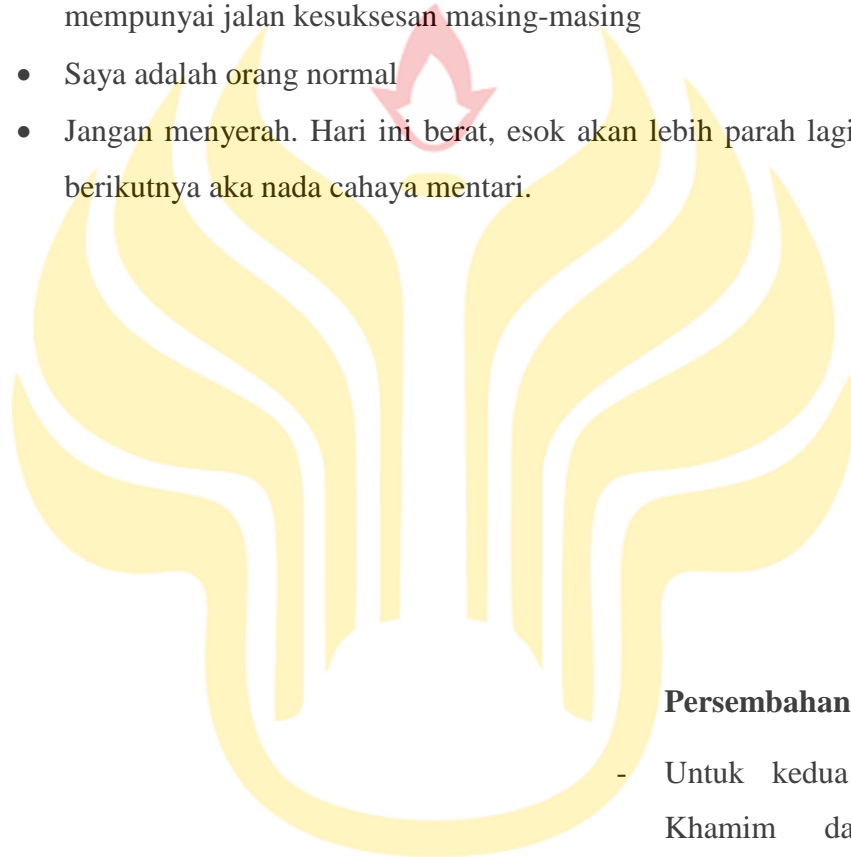 mempunyai jalan kesuksesan masing-masing
• Saya adalah orang normal
• Jangan menyerah. Hari ini berat, esok akan lebih parah lagi
berikutnya aka nada cahaya mentari.
Persembahan
- Untuk kedua
Khamim